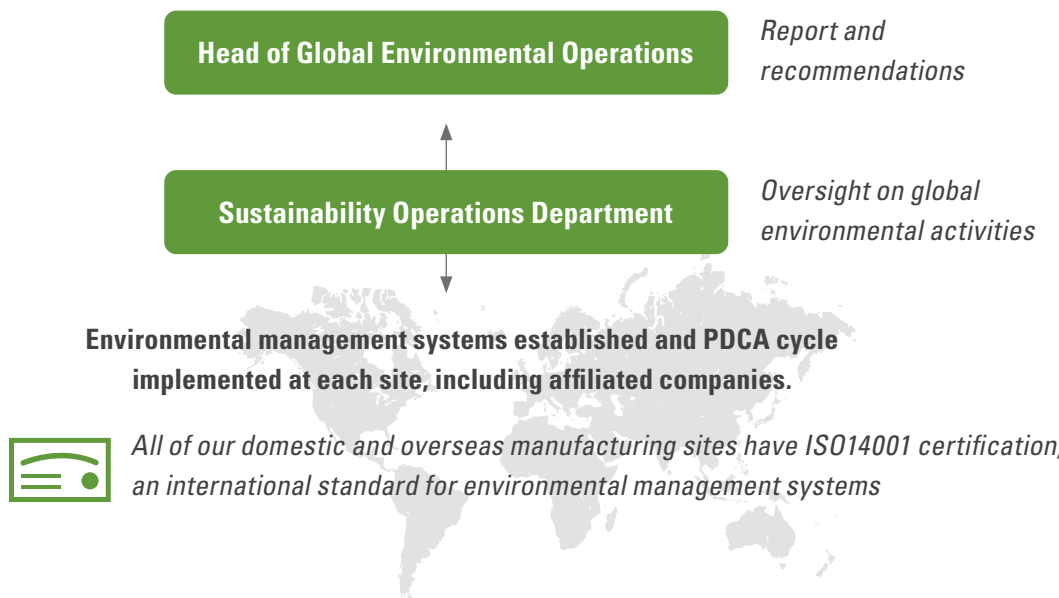 Head of Global Environmental Operations
Report and
recommendations
Sustainability Operations Department
Oversight on global
environmental activities
Environmental management systems established and PDCA cycle
implemented at each site, including affiliated companies.
All of our domestic and overseas manufacturing sites have ISO14001 certification,
an international standard for environmental management systems